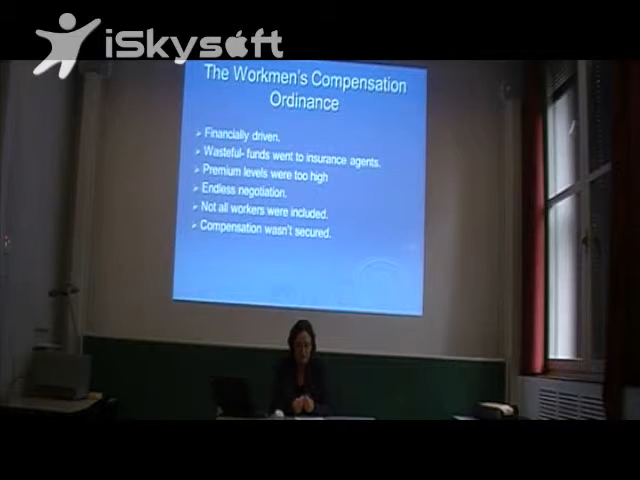 iSkysoft
The Workmen's Compensation
Ordinance
➢ Financially driven.
➢ Wasteful- funds went to insurance agents.
➢ Premium levels were too high
➢ Endless negotiation.
➢ Not all workers were included.
➢ Compensation wasn't secured.